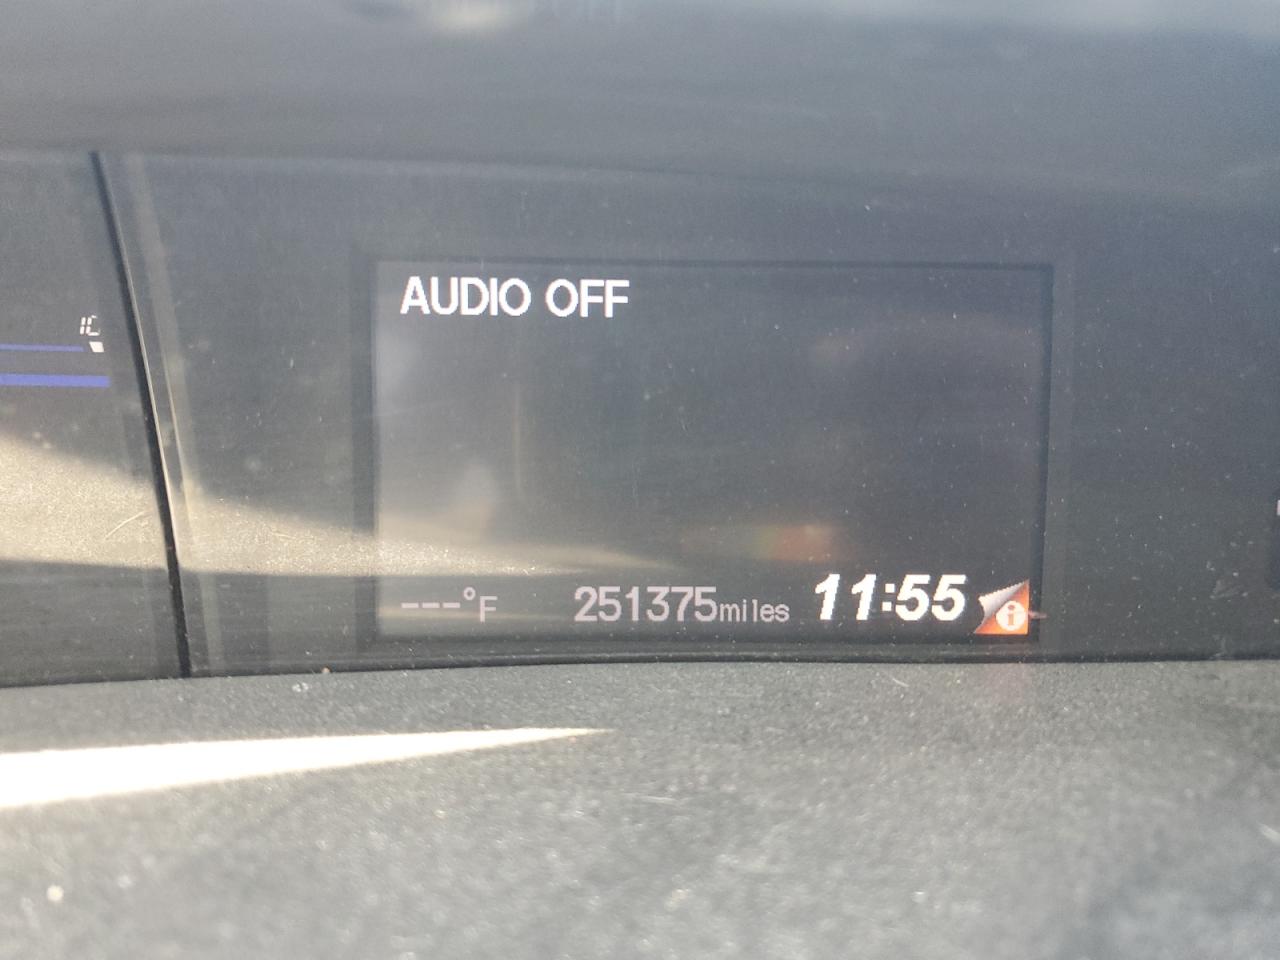 AUDIO OFF
---°F 251375miles 11:55 i